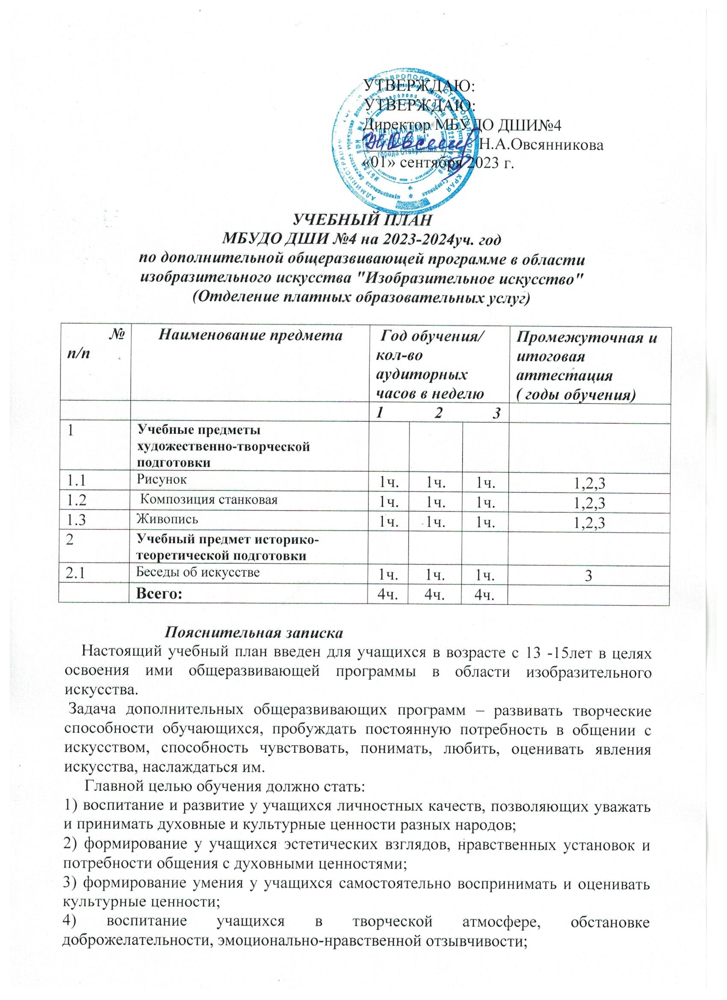 УТВЕРЖДАЮ:
УТВЕРЖДАЮ:
Директор МБУДО ДШИ№4
Н.А.Овсянникова
«01» сентября 2023 г.
УЧЕБНЫЙ ПЛАН
МБУДО ДШИ №4 на 2023-2024уч. год
по дополнительной общеразвивающей программе в области
изобразительного искусства "Изобразительное искусство"
(Отделение платных образовательных услуг)
№ п/п Наименование предмета Год обучения/ кол-во аудиторных часов в неделю Промежуточная и итоговая аттестация ( годы обучения)
1 2 3
1 Учебные предметы художественно-творческой подготовки
1.1 Рисунок 1ч. 1ч. 1ч. 1,2,3
1.2 Композиция станковая 1ч. 1ч. 1ч. 1,2,3
1.3 Живопись 1ч. 1ч. 1ч. 1,2,3
2 Учебный предмет историко-теоретической подготовки
2.1 Беседы об искусстве 1ч. 1ч. 1ч. 3
Всего: 4ч. 4ч. 4ч.
Пояснительная записка
Настоящий учебный план введен для учащихся в возрасте с 13 -15лет в целях
освоения ими общеразвивающей программы в области изобразительного
искусства.
Задача дополнительных общеразвивающих программ – развивать творческие
способности обучающихся, пробуждать постоянную потребность в общении с
искусством, способность чувствовать, понимать, любить, оценивать явления
искусства, наслаждаться им.
Главной целью обучения должно стать:
1) воспитание и развитие у учащихся личностных качеств, позволяющих уважать
и принимать духовные и культурные ценности разных народов;
2) формирование у учащихся эстетических взглядов, нравственных установок и
потребности общения с духовными ценностями;
3) формирование умения у учащихся самостоятельно воспринимать и оценивать
культурные ценности;
4) воспитание учащихся в творческой атмосфере, обстановке
доброжелательности, эмоционально-нравственной отзывчивости;